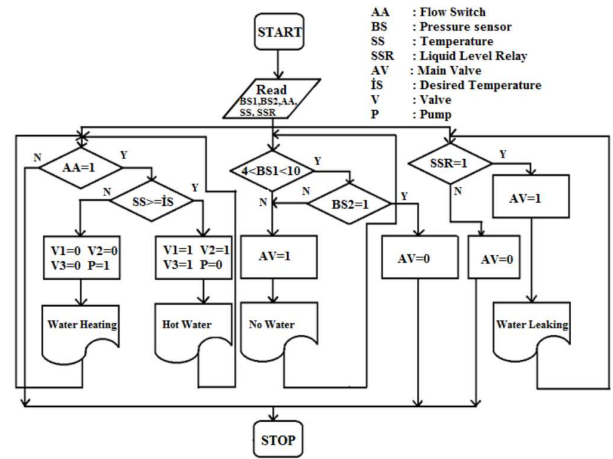 START
AA : Flow Switch
BS : Pressure sensor
SS : Temperature
SSR : Liquid Level Relay
AV : Main Valve
İS : Desired Temperature
V : Valve
P : Pump
Read
BS1,BS2,AA,
SS, SSR
N
AA=1
Y
N
SS>=İS
Y
V1=0 V2=0
V3=0 P=1
V1=1 V2=1
V3=1 P=0
Water Heating
Hot Water
4<BS1<10
Y
N
N
BS2=1
Y
AV=1
AV=0
No Water
SSR=1
Y
N
AV=1
AV=0
Water Leaking
STOP